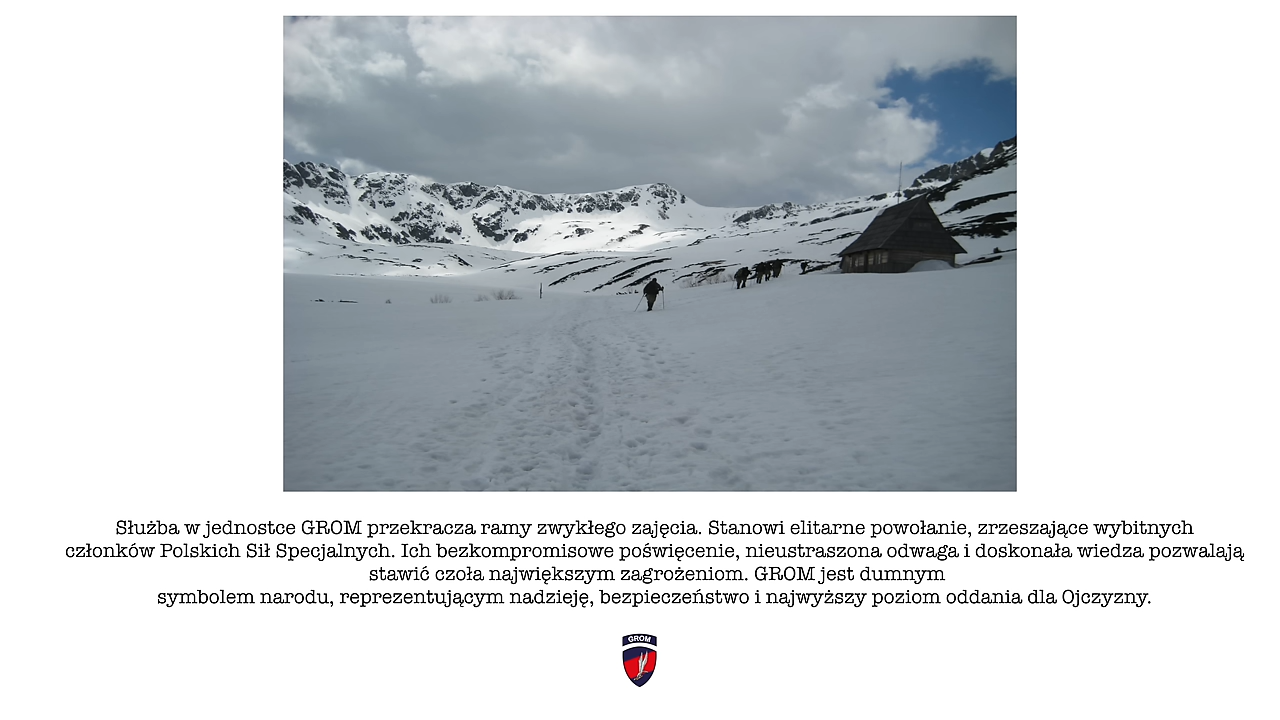 Służba w jednostce GROM przekracza ramy zwykłego zajęcia. Stanowi elitarne powołanie, zrzeszające wybitnych
członków Polskich Sił Specjalnych. Ich bezkompromisowe poświęcenie, nieustraszona odwaga i doskonała wiedza pozwalają
stawić czoła największym zagrożeniom. GROM jest dumnym
symbolem narodu, reprezentującym nadzieję, bezpieczeństwo i najwyższy poziom oddania dla Ojczyzny.
GROM